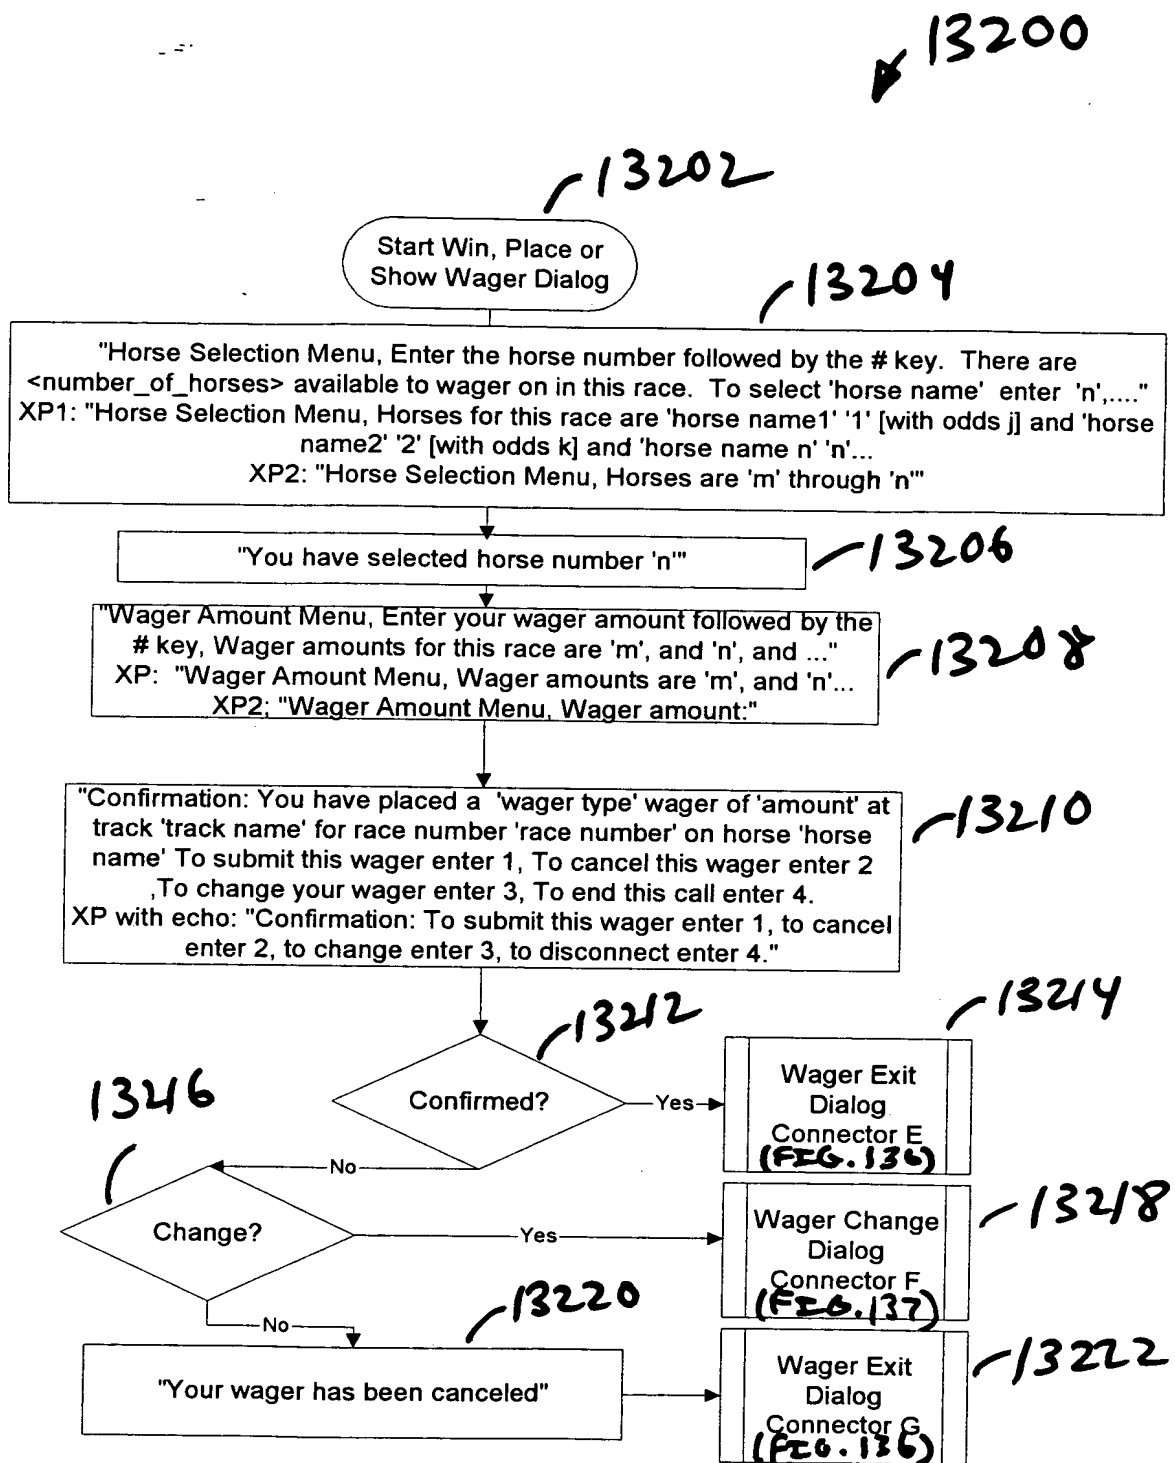 13200
13202
Start Win, Place or
Show Wager Dialog
13204
"Horse Selection Menu, Enter the horse number followed by the # key. There are
<number_of_horses> available to wager on in this race. To select 'horse name' enter 'n',...."
XP1: "Horse Selection Menu, Horses for this race are 'horse name1' '1' [with odds j] and 'horse
name2' '2' [with odds k] and 'horse name n' 'n'...
XP2: "Horse Selection Menu, Horses are 'm' through 'n'"
"You have selected horse number 'n'"
13206
"Wager Amount Menu, Enter your wager amount followed by the
# key, Wager amounts for this race are 'm', and 'n', and ..."
XP: "Wager Amount Menu, Wager amounts are 'm', and 'n'...
XP2; "Wager Amount Menu, Wager amount:"
13208
"Confirmation: You have placed a 'wager type' wager of 'amount' at
track 'track name' for race number 'race number' on horse 'horse
name' To submit this wager enter 1, To cancel this wager enter 2
,To change your wager enter 3, To end this call enter 4.
XP with echo: "Confirmation: To submit this wager enter 1, to cancel
enter 2, to change enter 3, to disconnect enter 4."
13210
13212
Confirmed?
Yes
13214
Wager Exit
Dialog
Connector E
(FIG. 136)
No
13216
Change?
Yes
Wager Change
Dialog
Connector F
(FIG. 137)
13218
No
13220
"Your wager has been canceled"
Wager Exit
Dialog
Connector G
(FIG. 136)
13222